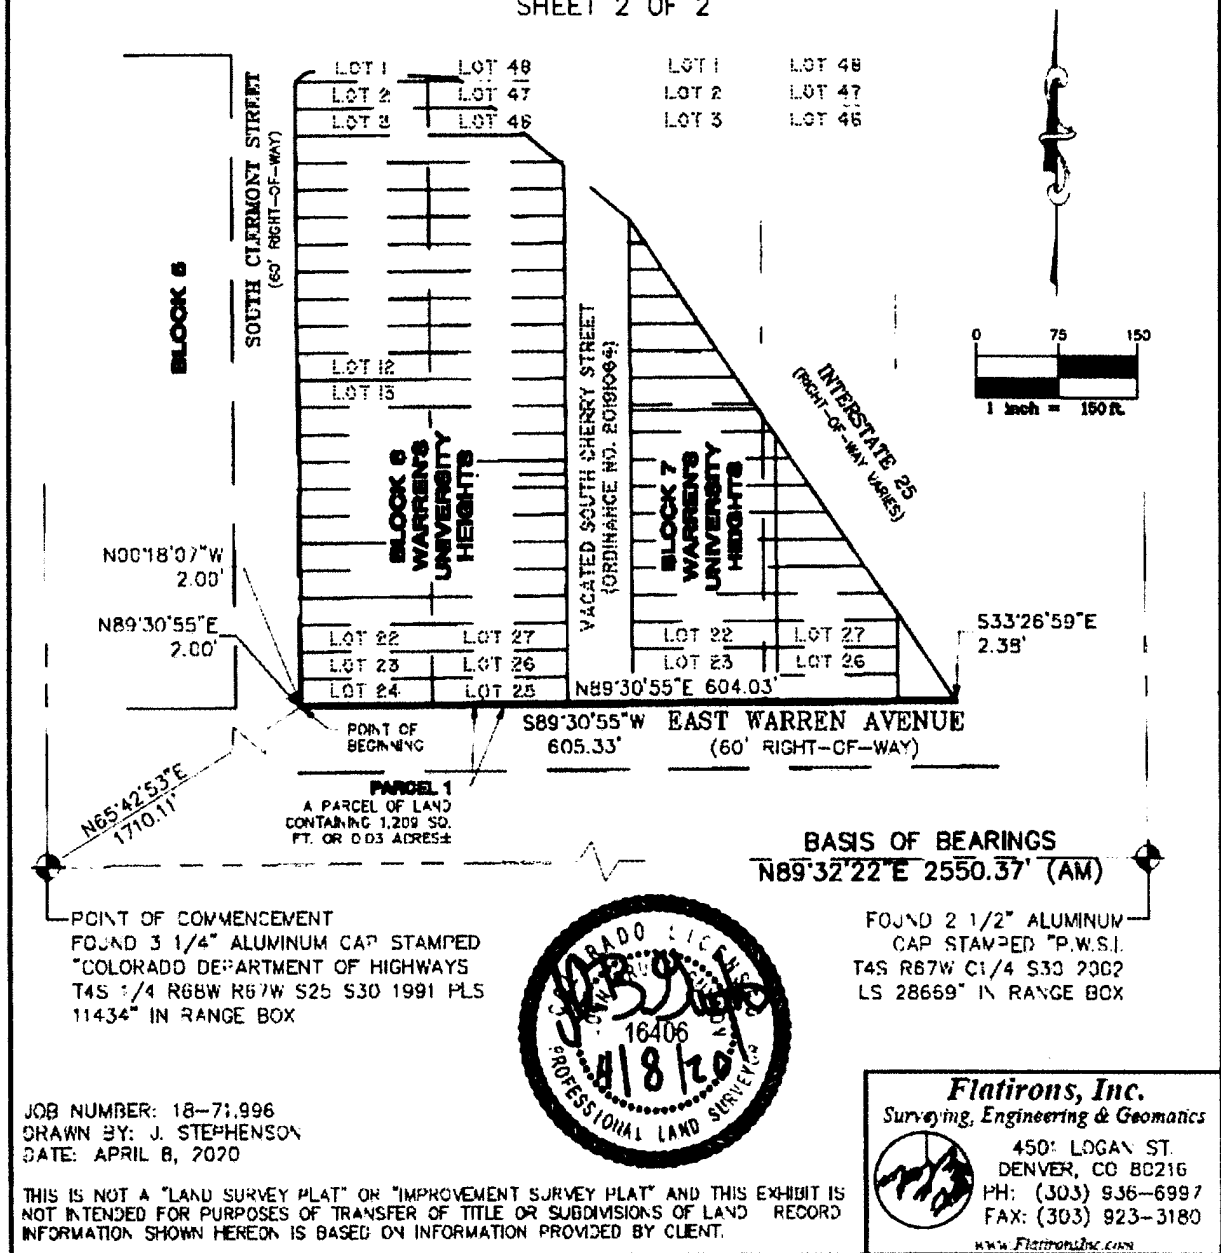 SHEET 2 OF 2
LOT 1 LOT 48 LOT 1 LOT 48
LOT 2 LOT 47 LOT 2 LOT 47
LOT 3 LOT 46 LOT 3 LOT 46
SOUTH CLERMONT STREET
(60' RIGHT-OF-WAY)
BLOCK 6
0 75 150
1 inch = 150 ft.
LOT 12
LOT 13
INTERSTATE 25
(RIGHT-OF-WAY VARIES)
BLOCK 6
WARREN'S
UNIVERSITY
HEIGHTS
VACATED SOUTH CHERRY STREET
(ORDINANCE NO. 20191064)
BLOCK 7
WARREN'S
UNIVERSITY
HEIGHTS
N00°18'07"W
2.00'
N89°30'55"E
2.00'
S33°26'59"E
2.38'
LOT 22 LOT 27 LOT 22 LOT 27
LOT 23 LOT 26 LOT 23 LOT 26
LOT 24 LOT 25 N89°30'55"E 604.03'
POINT OF
BEGINNING
S89°30'55"W
605.33'
EAST WARREN AVENUE
(60' RIGHT-OF-WAY)
N65°42'53"E
1710.11'
PARCEL 1
A PARCEL OF LAND
CONTAINING 1,209 SQ.
FT. OR 0.03 ACRES±
BASIS OF BEARINGS
N89°32'22"E 2550.37' (AM)
POINT OF COMMENCEMENT
FOUND 3 1/4" ALUMINUM CAP STAMPED
"COLORADO DEPARTMENT OF HIGHWAYS
T4S 1/4 R68W R67W S25 S30 1991 PLS
11434" IN RANGE BOX
FOUND 2 1/2" ALUMINUM
CAP STAMPED "P.W.S.I.
T4S R67W C1/4 S30 2002
LS 28669" IN RANGE BOX
COLORADO LICENSED
16406
4/8/20
PROFESSIONAL LAND SURVEYOR
JOB NUMBER: 18-71,996
DRAWN BY: J. STEPHENSON
DATE: APRIL 8, 2020
THIS IS NOT A "LAND SURVEY PLAT" OR "IMPROVEMENT SURVEY PLAT" AND THIS EXHIBIT IS
NOT INTENDED FOR PURPOSES OF TRANSFER OF TITLE OR SUBDIVISIONS OF LAND RECORD
INFORMATION SHOWN HEREON IS BASED ON INFORMATION PROVIDED BY CLIENT.
Flatirons, Inc.
Surveying, Engineering & Geomatics
4501 LOGAN ST.
DENVER, CO 80216
PH: (303) 936-6997
FAX: (303) 923-3180
www.FlatironsInc.com